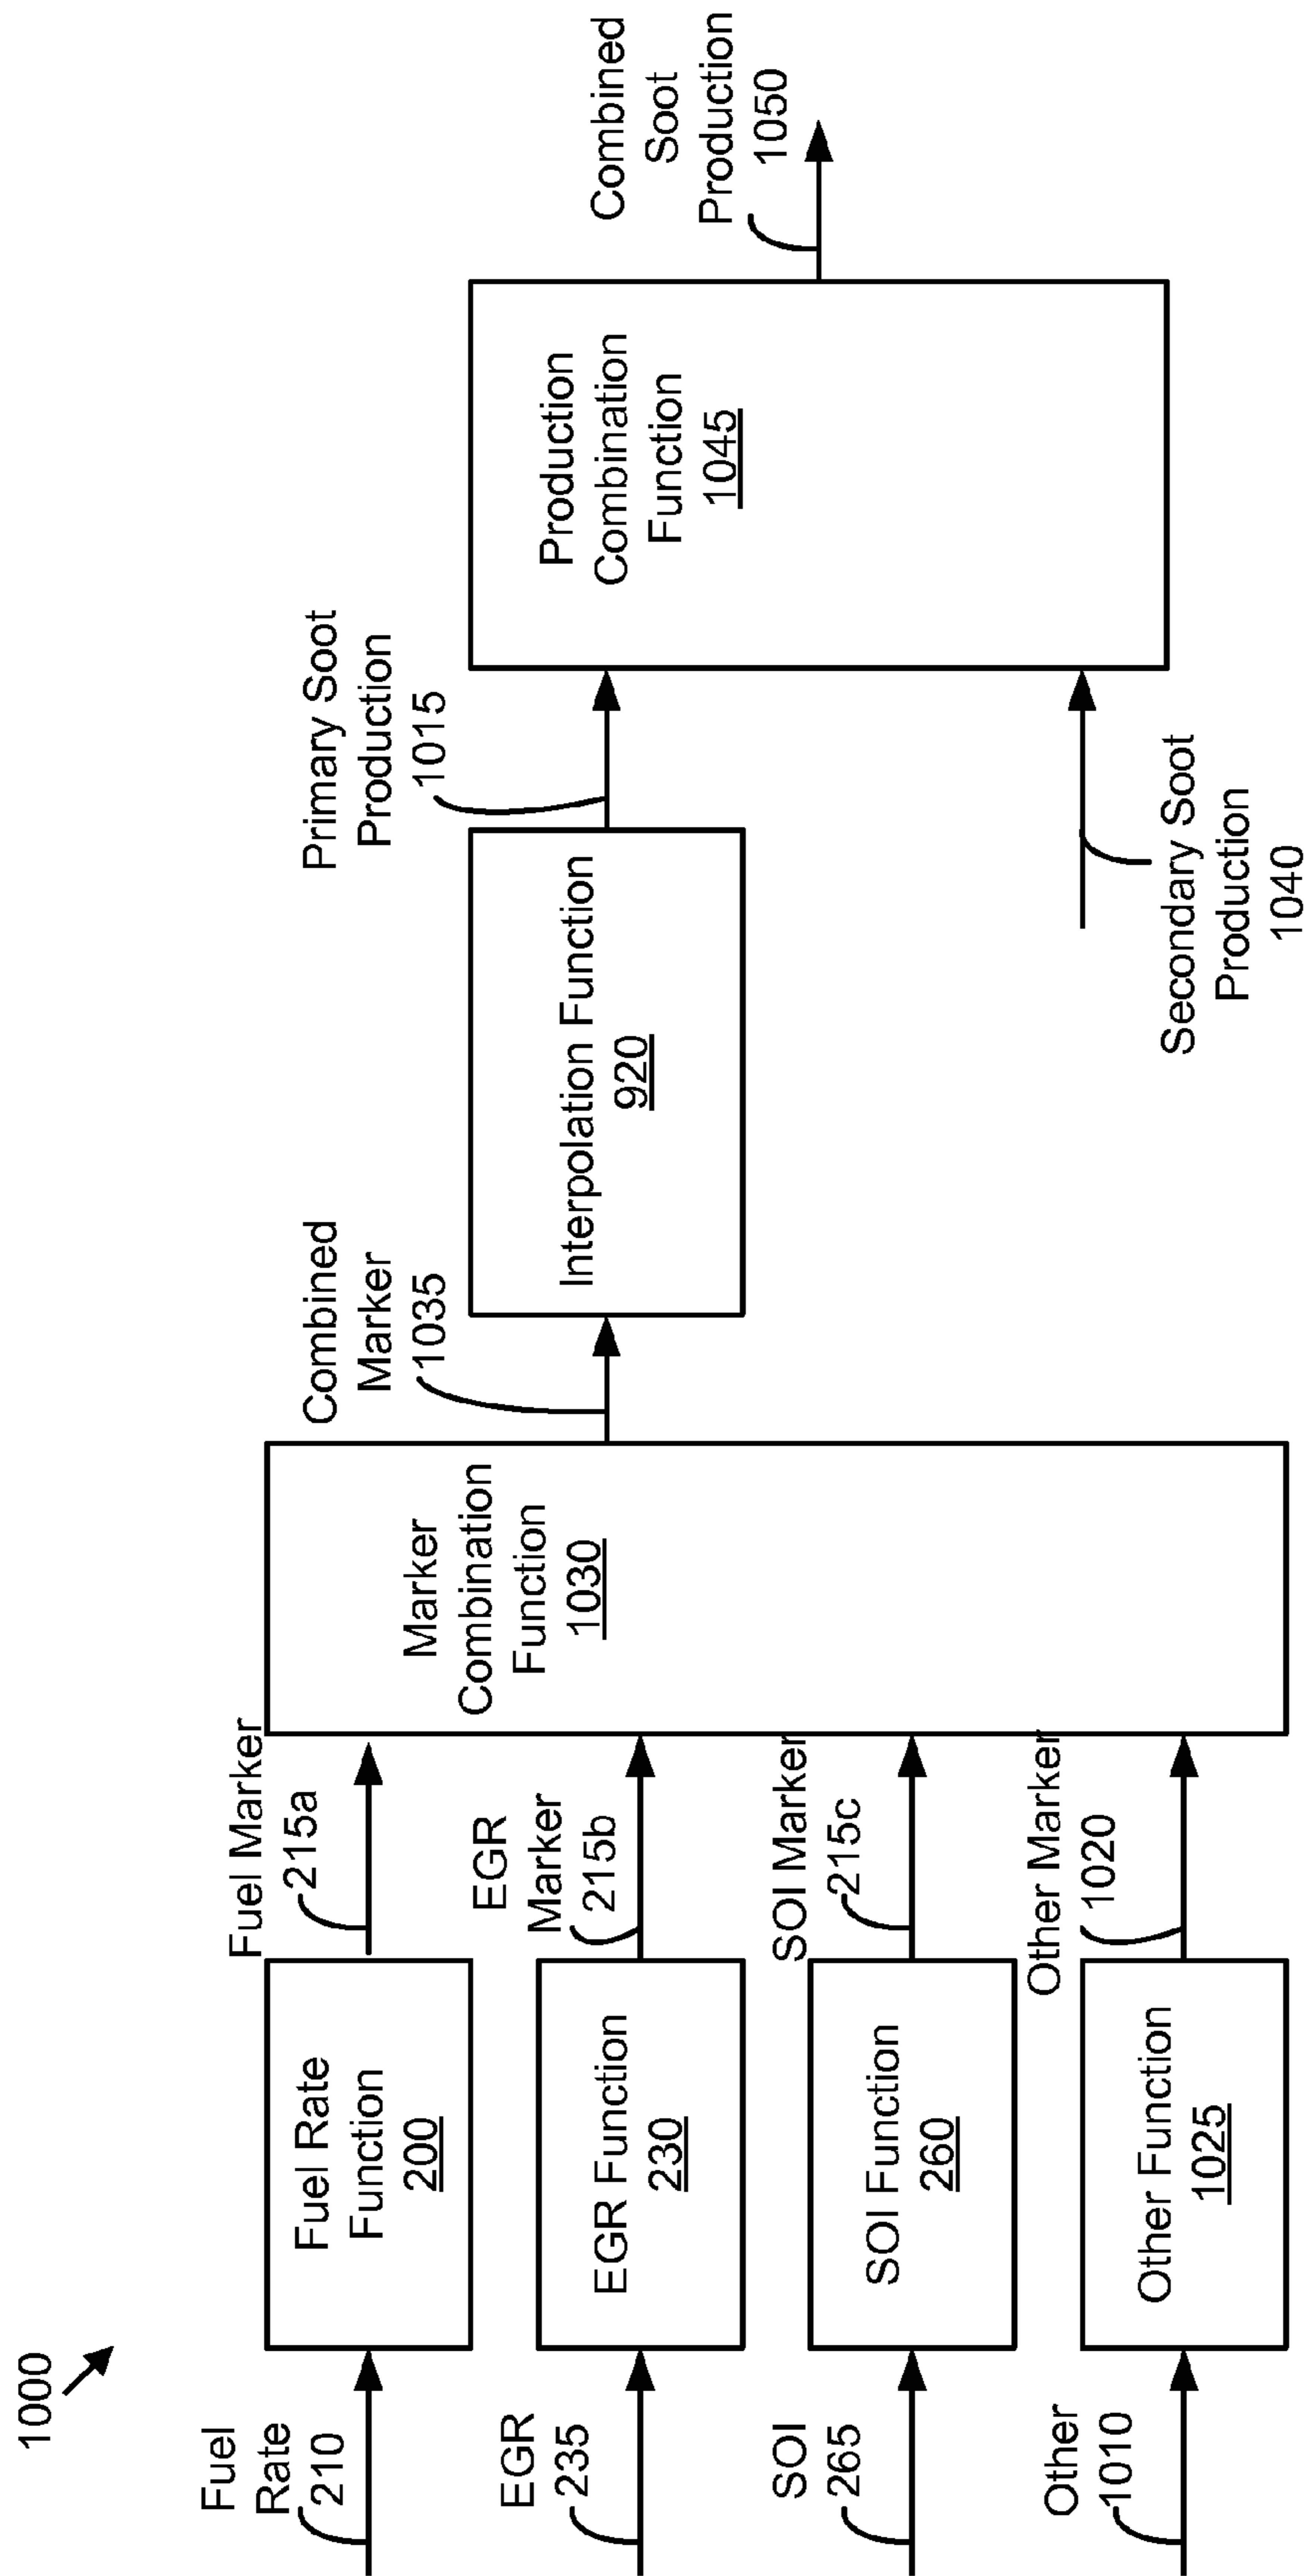 1000
Fuel
Rate
210
Fuel Rate
Function
200
Fuel Marker
215a
EGR
235
EGR Function
230
EGR
Marker
215b
SOI
265
SOI Function
260
SOI Marker
215c
Other
1010
Other Function
1025
Other Marker
1020
Marker
Combination
Function
1030
Combined
Marker
1035
Interpolation Function
920
Primary Soot
Production
1015
Secondary Soot
Production
1040
Production
Combination
Function
1045
Combined
Soot
Production
1050